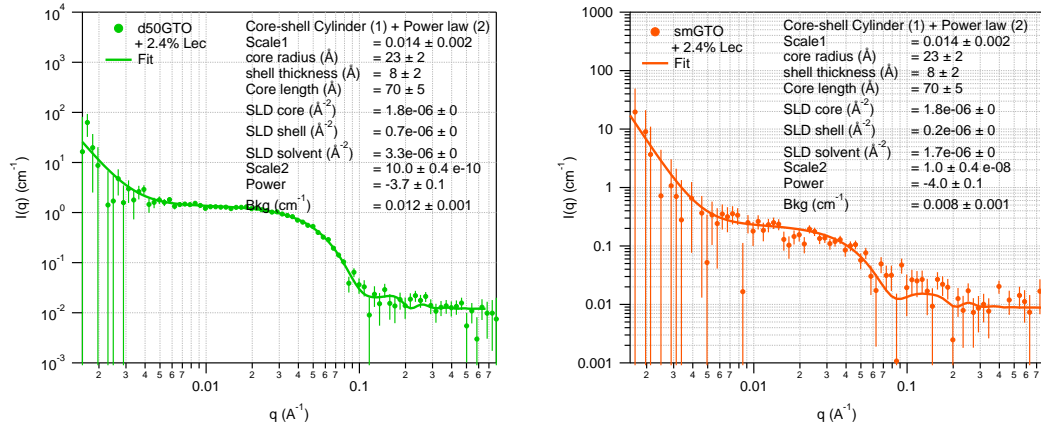 d50GTO
+ 2.4% Lec
Fit
Core-shell Cylinder (1) + Power law (2)
Scale1 = 0.014 ± 0.002
core radius (Å) = 23 ± 2
shell thickness (Å) = 8 ± 2
Core length (Å) = 70 ± 5
SLD core (Å⁻²) = 1.8e-06 ± 0
SLD shell (Å⁻²) = 0.7e-06 ± 0
SLD solvent (Å⁻²) = 3.3e-06 ± 0
Scale2 = 10.0 ± 0.4 e-10
Power = -3.7 ± 0.1
Bkg (cm⁻¹) = 0.012 ± 0.001
I(q) (cm⁻¹)
10⁴
10³
10²
10¹
10⁰
10⁻¹
10⁻²
10⁻³
2 3 4 5 6 7 0.01 2 3 4 5 6 7 0.1 2 3 4 5 6 7
q (A⁻¹)
smGTO
+ 2.4% Lec
Fit
Core-shell Cylinder (1) + Power law (2)
Scale1 = 0.014 ± 0.002
core radius (Å) = 23 ± 2
shell thickness (Å) = 8 ± 2
Core length (Å) = 70 ± 5
SLD core (Å⁻²) = 1.8e-06 ± 0
SLD shell (Å⁻²) = 0.2e-06 ± 0
SLD solvent (Å⁻²) = 1.7e-06 ± 0
Scale2 = 1.0 ± 0.4 e-08
Power = -4.0 ± 0.1
Bkg (cm⁻¹) = 0.008 ± 0.001
I(q) (cm⁻¹)
1000
100
10
1
0.1
0.01
0.001
2 3 4 5 6 7 0.01 2 3 4 5 6 7 0.1 2 3 4 5 6 7
q (A⁻¹)